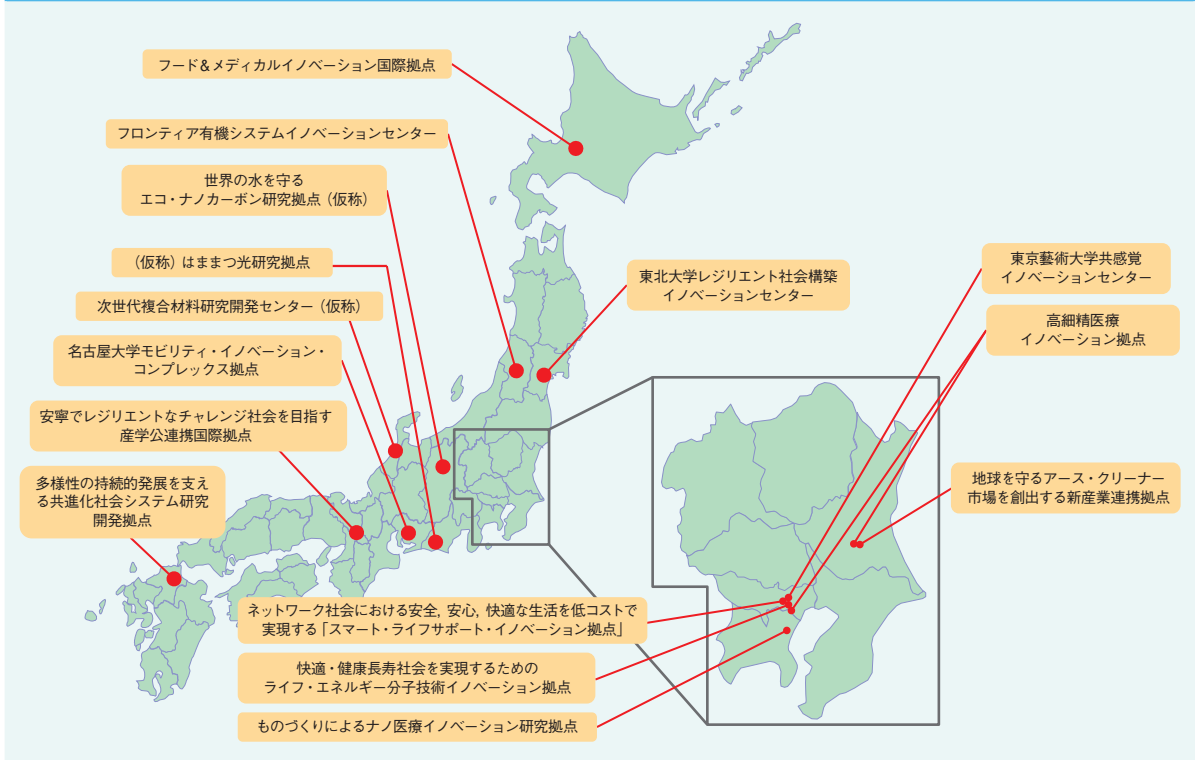 フード＆メディカルイノベーション国際拠点
フロンティア有機システムイノベーションセンター
世界の水を守る
エコ・ナノカーボン研究拠点（仮称）
（仮称）はままつ光研究拠点
次世代複合材料研究開発センター（仮称）
名古屋大学モビリティ・イノベーション・
コンプレックス拠点
安寧でレジリエントなチャレンジ社会を目指す
産学公連携国際拠点
多様性の持続的発展を支え
る共進化社会システム研究
開発拠点
東北大学レジリエント社会構築
イノベーションセンター
東京藝術大学共感覚
イノベーションセンター
高細精医療
イノベーション拠点
地球を守るアース・クリーナー
市場を創出する新産業連携拠点
ネットワーク社会における安全，安心，快適な生活を低コストで
実現する「スマート・ライフサポート・イノベーション拠点」
快適・健康長寿社会を実現するための
ライフ・エネルギー分子技術イノベーション拠点
ものづくりによるナノ医療イノベーション研究拠点